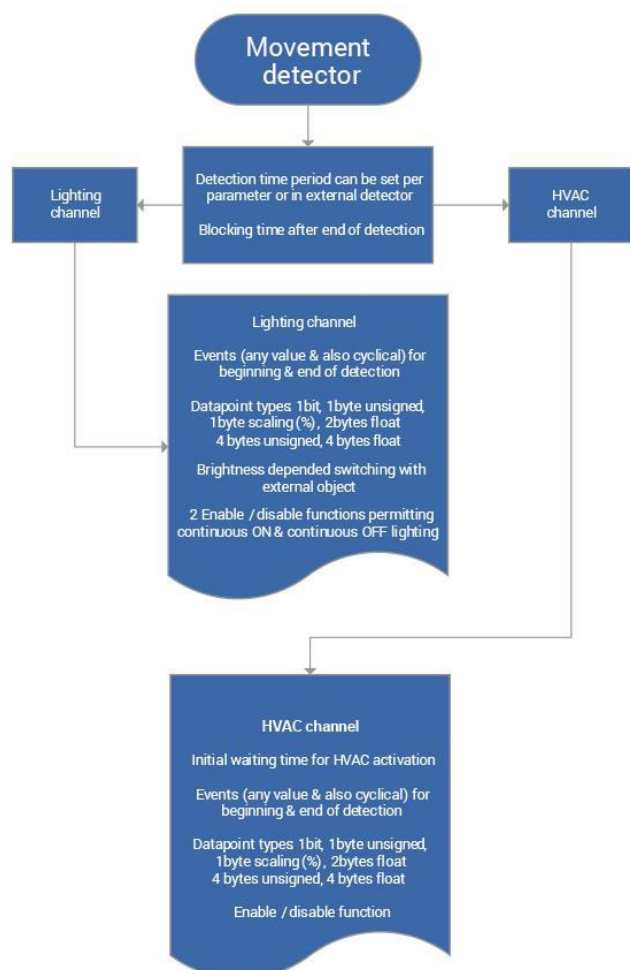 Movement
detector
Detection time period can be set per
parameter or in external detector
Blocking time after end of detection
Lighting
channel
HVAC
channel
Lighting channel
Events (any value & also cyclical) for
beginning & end of detection
Datapoint types: 1bit, 1byte unsigned,
1byte scaling (%), 2bytes float
4 bytes unsigned, 4 bytes float
Brightness depended switching with
external object
2 Enable / disable functions permitting
continuous ON & continuous OFF lighting
HVAC channel
Initial waiting time for HVAC activation
Events (any value & also cyclical) for
beginning & end of detection
Datapoint types: 1bit, 1byte unsigned,
1byte scaling (%), 2bytes float
4 bytes unsigned, 4 bytes float
Enable / disable function